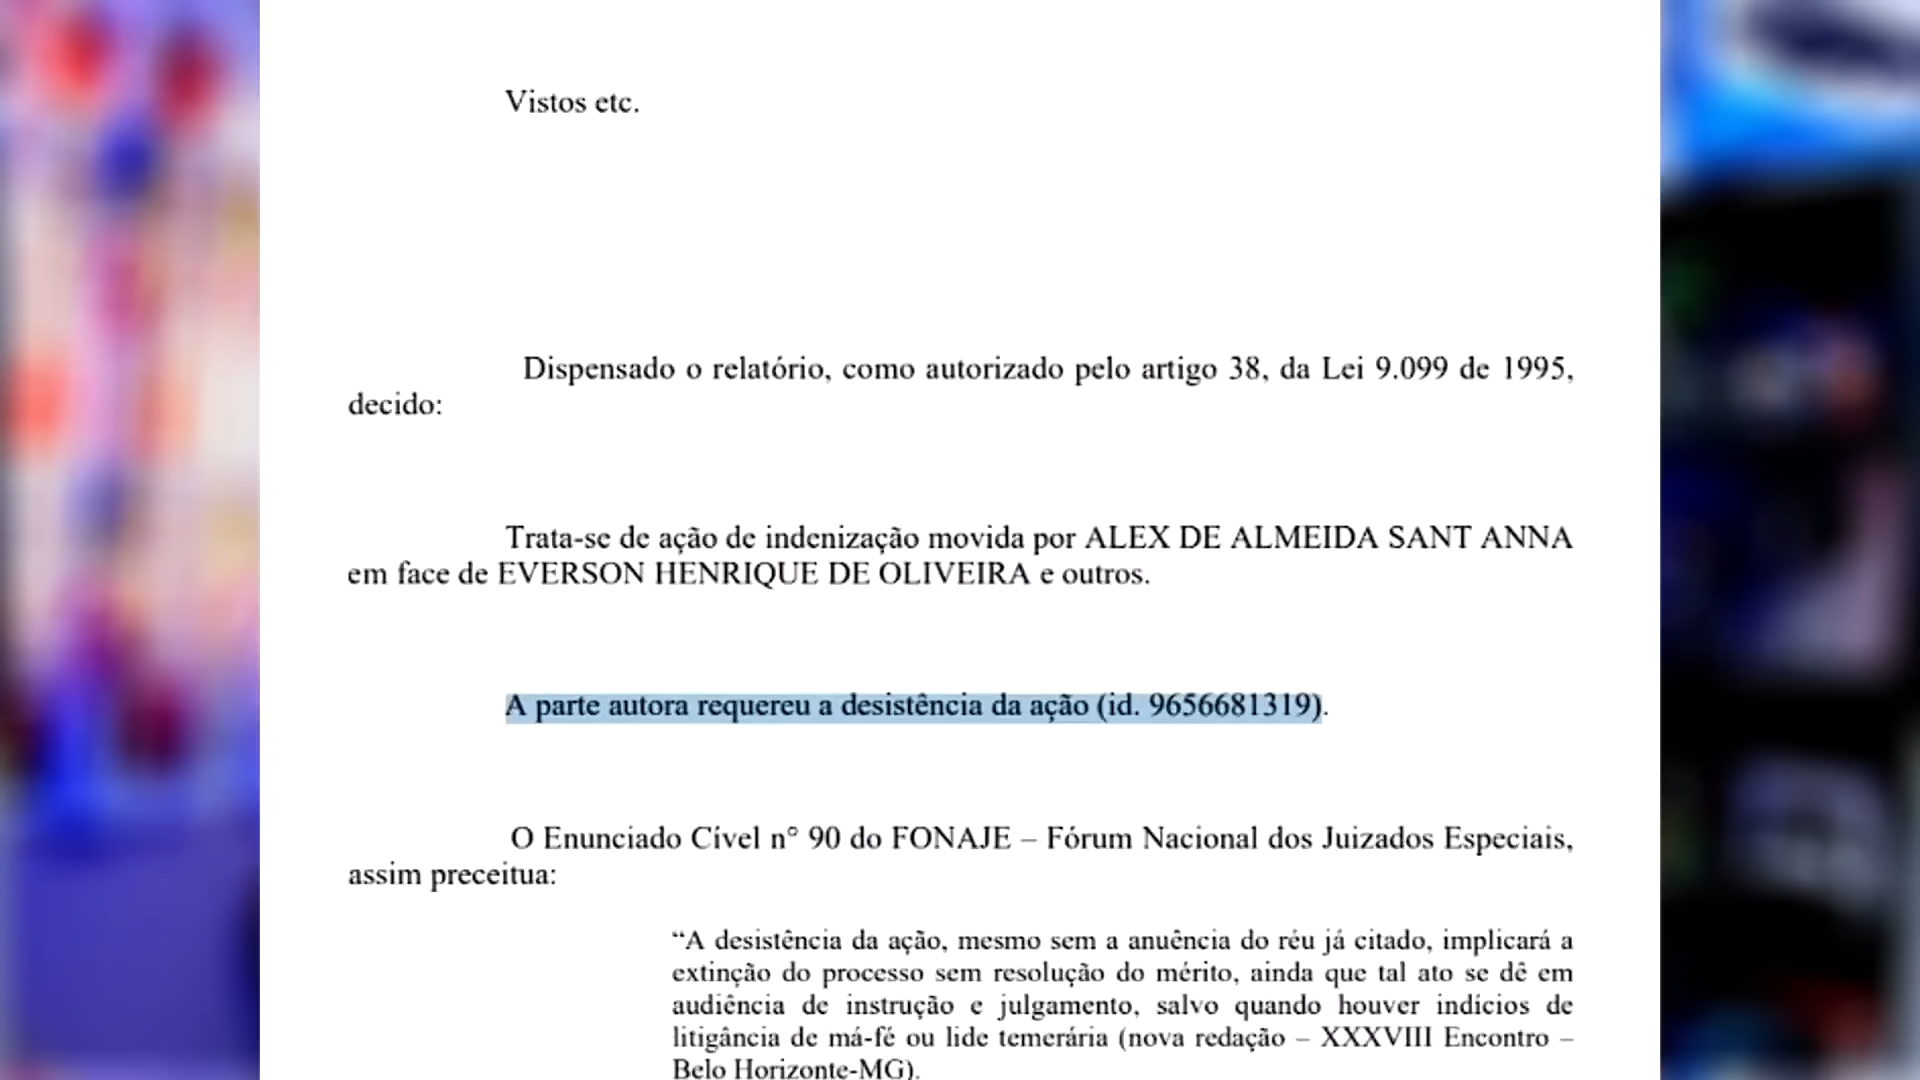 Vistos etc.
Dispensado o relatório, como autorizado pelo artigo 38, da Lei 9.099 de 1995,
decido:
Trata-se de ação de indenização movida por ALEX DE ALMEIDA SANT ANNA
em face de EVERSON HENRIQUE DE OLIVEIRA e outros.
A parte autora requereu a desistência da ação (id. 9656681319).
O Enunciado Cível n° 90 do FONAJE – Fórum Nacional dos Juizados Especiais,
assim preceitua:
“A desistência da ação, mesmo sem a anuência do réu já citado, implicará a
extinção do processo sem resolução do mérito, ainda que tal ato se dê em
audiência de instrução e julgamento, salvo quando houver indícios de
litigância de má-fé ou lide temerária (nova redação – XXXVIII Encontro –
Belo Horizonte-MG).